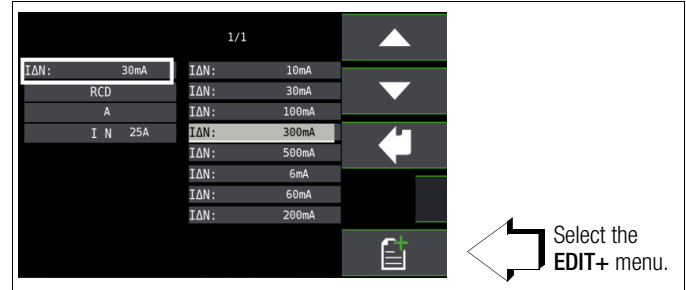 1/1
IΔN: 30mA
RCD
A
I N 25A
IΔN: 10mA
IΔN: 30mA
IΔN: 100mA
IΔN: 300mA
IΔN: 500mA
IΔN: 6mA
IΔN: 60mA
IΔN: 200mA
Select the
EDIT+ menu.